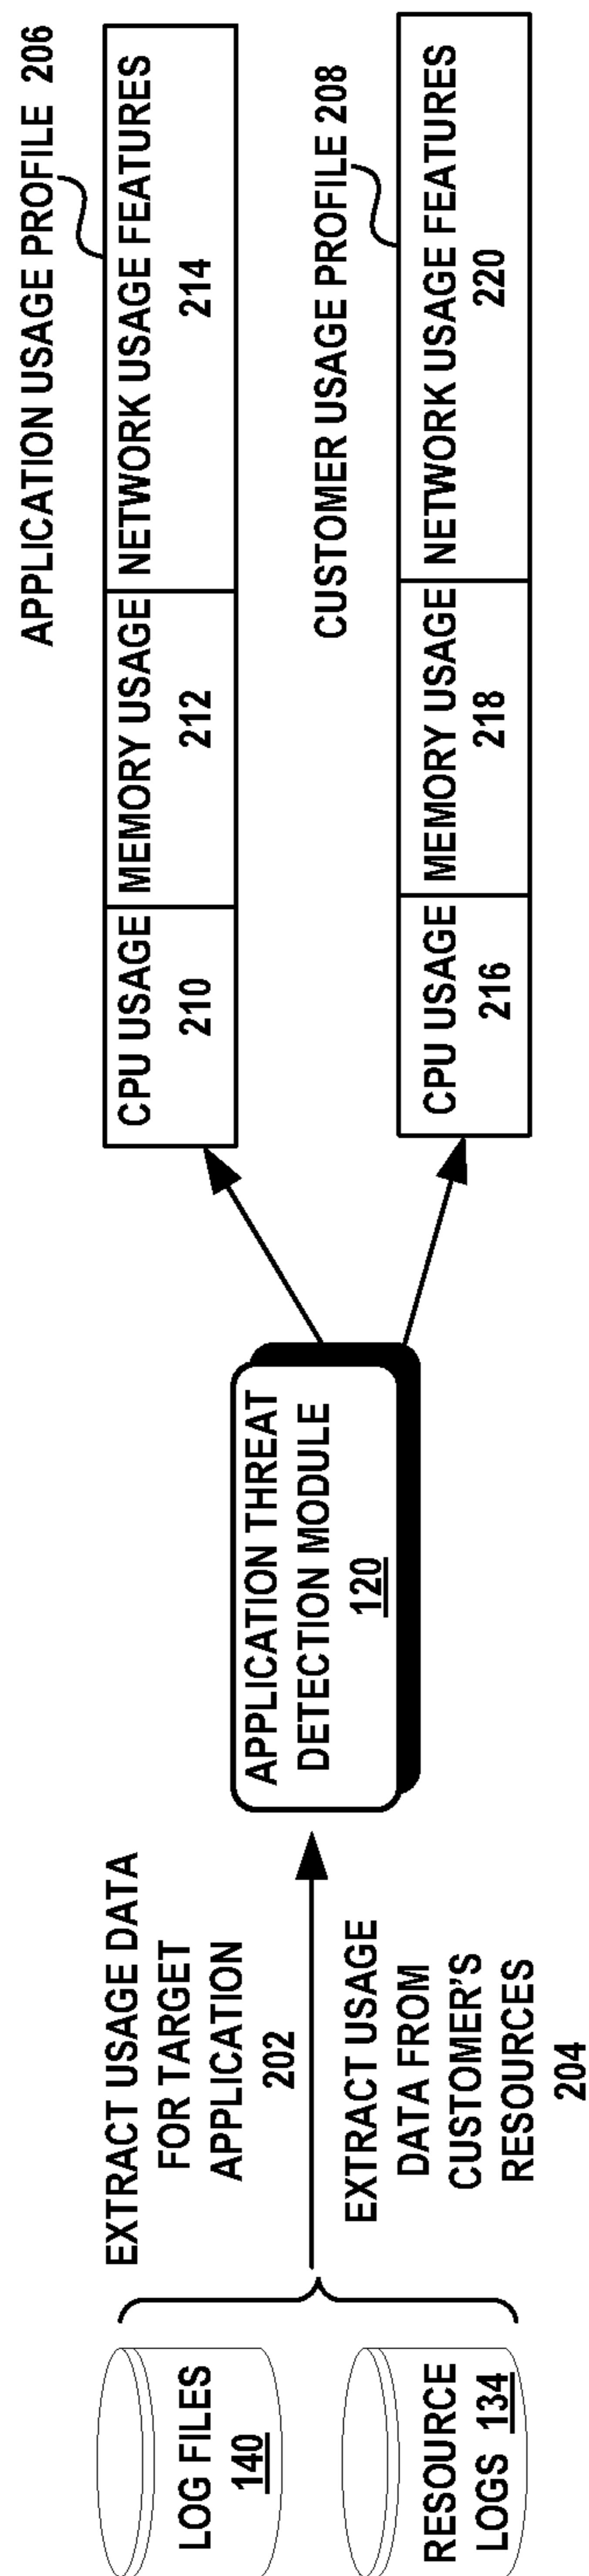 LOG FILES
140
RESOURCE
LOGS 134
EXTRACT USAGE DATA
FOR TARGET
APPLICATION
202
EXTRACT USAGE
DATA FROM
CUSTOMER'S
RESOURCES
204
APPLICATION THREAT
DETECTION MODULE
120
APPLICATION USAGE PROFILE 206
CPU USAGE
210
MEMORY USAGE
212
NETWORK USAGE FEATURES
214
CUSTOMER USAGE PROFILE 208
CPU USAGE
216
MEMORY USAGE
218
NETWORK USAGE FEATURES
220